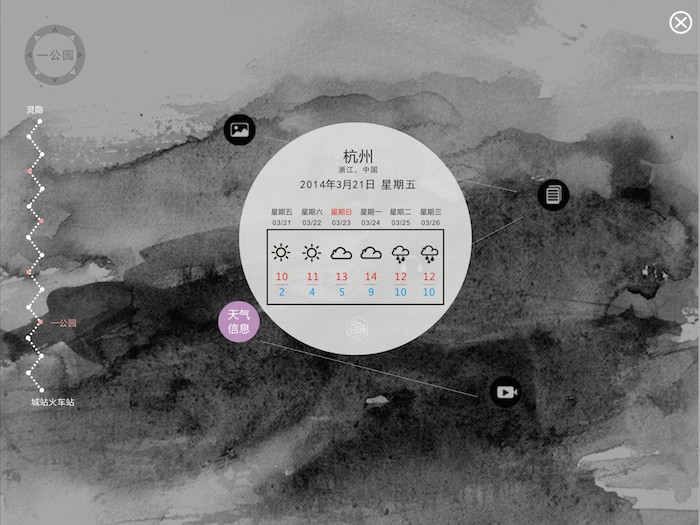 一公园
灵隐
一公园
城站火车站
杭州
浙江，中国
2014年3月21日 星期五
星期五 星期六 星期日 星期一 星期二 星期三
03/21 03/22 03/23 03/24 03/25 03/26
10 11 13 14 12 12
2 4 5 9 10 10
天气
信息